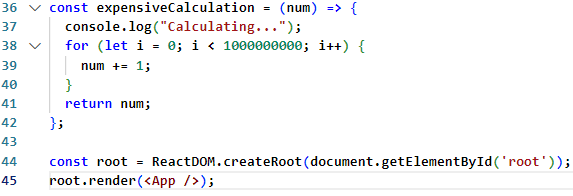 36 const expensiveCalculation = (num) => {
37   console.log("Calculating...");
38   for (let i = 0; i < 1000000000; i++) {
39     num += 1;
40   }
41   return num;
42 };
43
44 const root = ReactDOM.createRoot(document.getElementById('root'));
45 root.render(<App />);